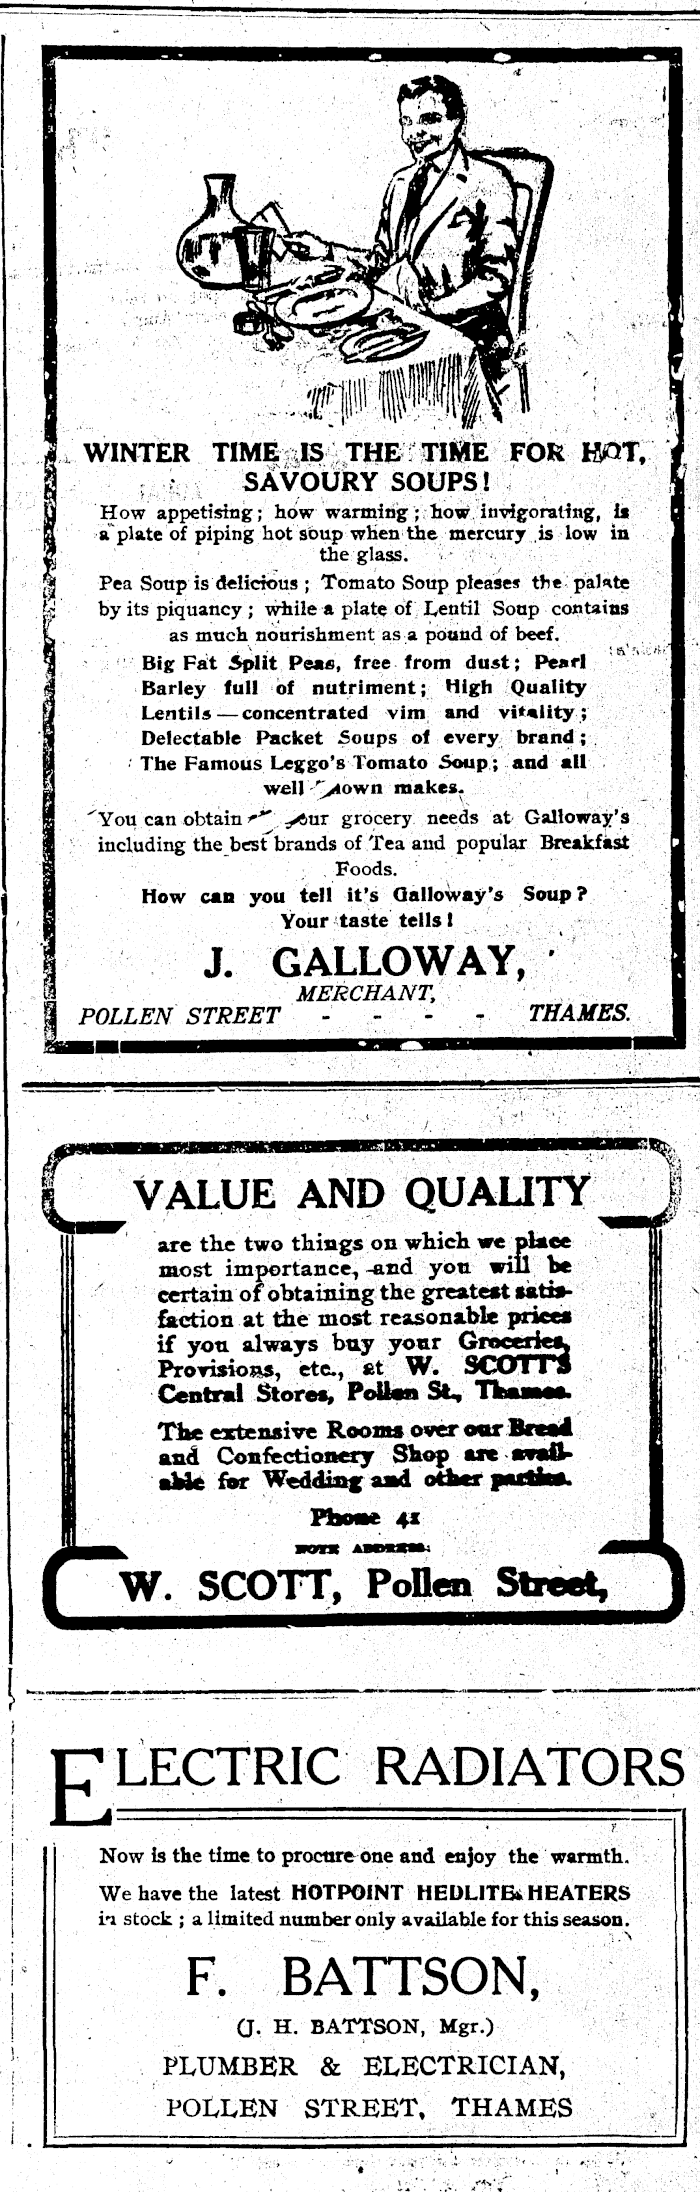 WINTER TIME IS THE TIME FOR HOT,
SAVOURY SOUPS!
How appetising; how warming; how invigorating, is
a plate of piping hot soup when the mercury is low in
the glass.
Pea Soup is delicious; Tomato Soup pleases the palate
by its piquancy; while a plate of Lentil Soup contains
as much nourishment as a pound of beef.
Big Fat Split Peas, free from dust; Pearl
Barley full of nutriment; High Quality
Lentils—concentrated vim and vitality;
Delectable Packet Soups of every brand;
The Famous Leggo's Tomato Soup; and all
well makes.
You can obtain grocery needs at Galloway's
including the best brands of Tea and popular Breakfast
Foods.
How can you tell it's Galloway's Soup?
Your taste tells!
J. GALLOWAY,
MERCHANT,
POLLEN STREET - - - - THAMES.
VALUE AND QUALITY
are the two things on which we place
most importance, and you will be
certain of obtaining the greatest satis-
faction at the most reasonable prices
if you always buy your Groceries,
Provisions, etc., at W. SCOTT'S
Central Stores, Pollen St., Thames.
The extensive Rooms over our Bread
and Confectionery Shop are avail-
able for Wedding and other parties.
Phone 41
NOTE ADDRESS:
W. SCOTT, Pollen Street,
ELECTRIC RADIATORS
Now is the time to procure one and enjoy the warmth.
We have the latest HOTPOINT HEDLITE HEATERS
in stock; a limited number only available for this season.
F. BATTSON,
(J. H. BATTSON, Mgr.)
PLUMBER & ELECTRICIAN,
POLLEN STREET, THAMES